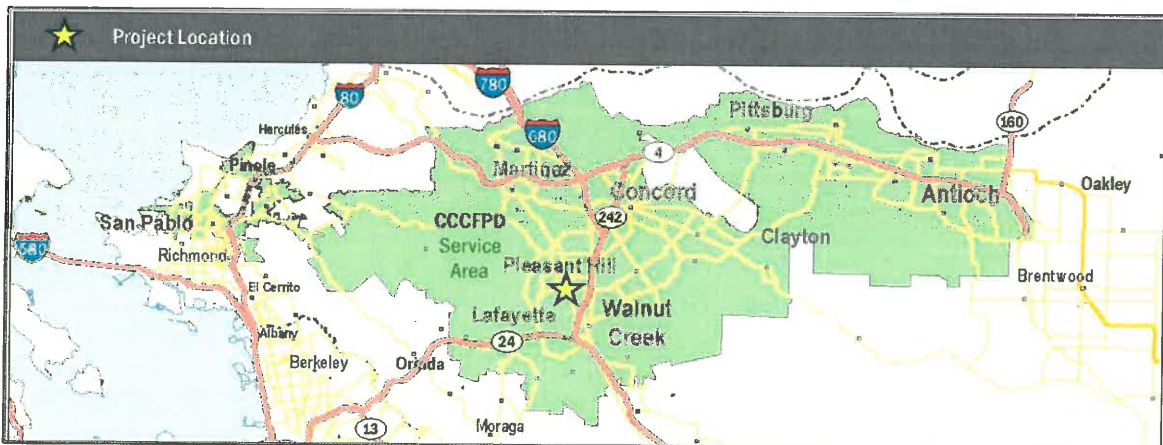 Project Location
780
80
160
Pittsburg
680
Hercules
4
Martinez
Pinole
Oakley
Concord
Antioch
San Pablo
CCCFPD
242
Service
Area
Clayton
580
Richmond
Pleasant Hill
Brentwood
El Cerrito
Lafayette
Walnut
Creek
Albany
24
Berkeley
Orinda
Moraga
13